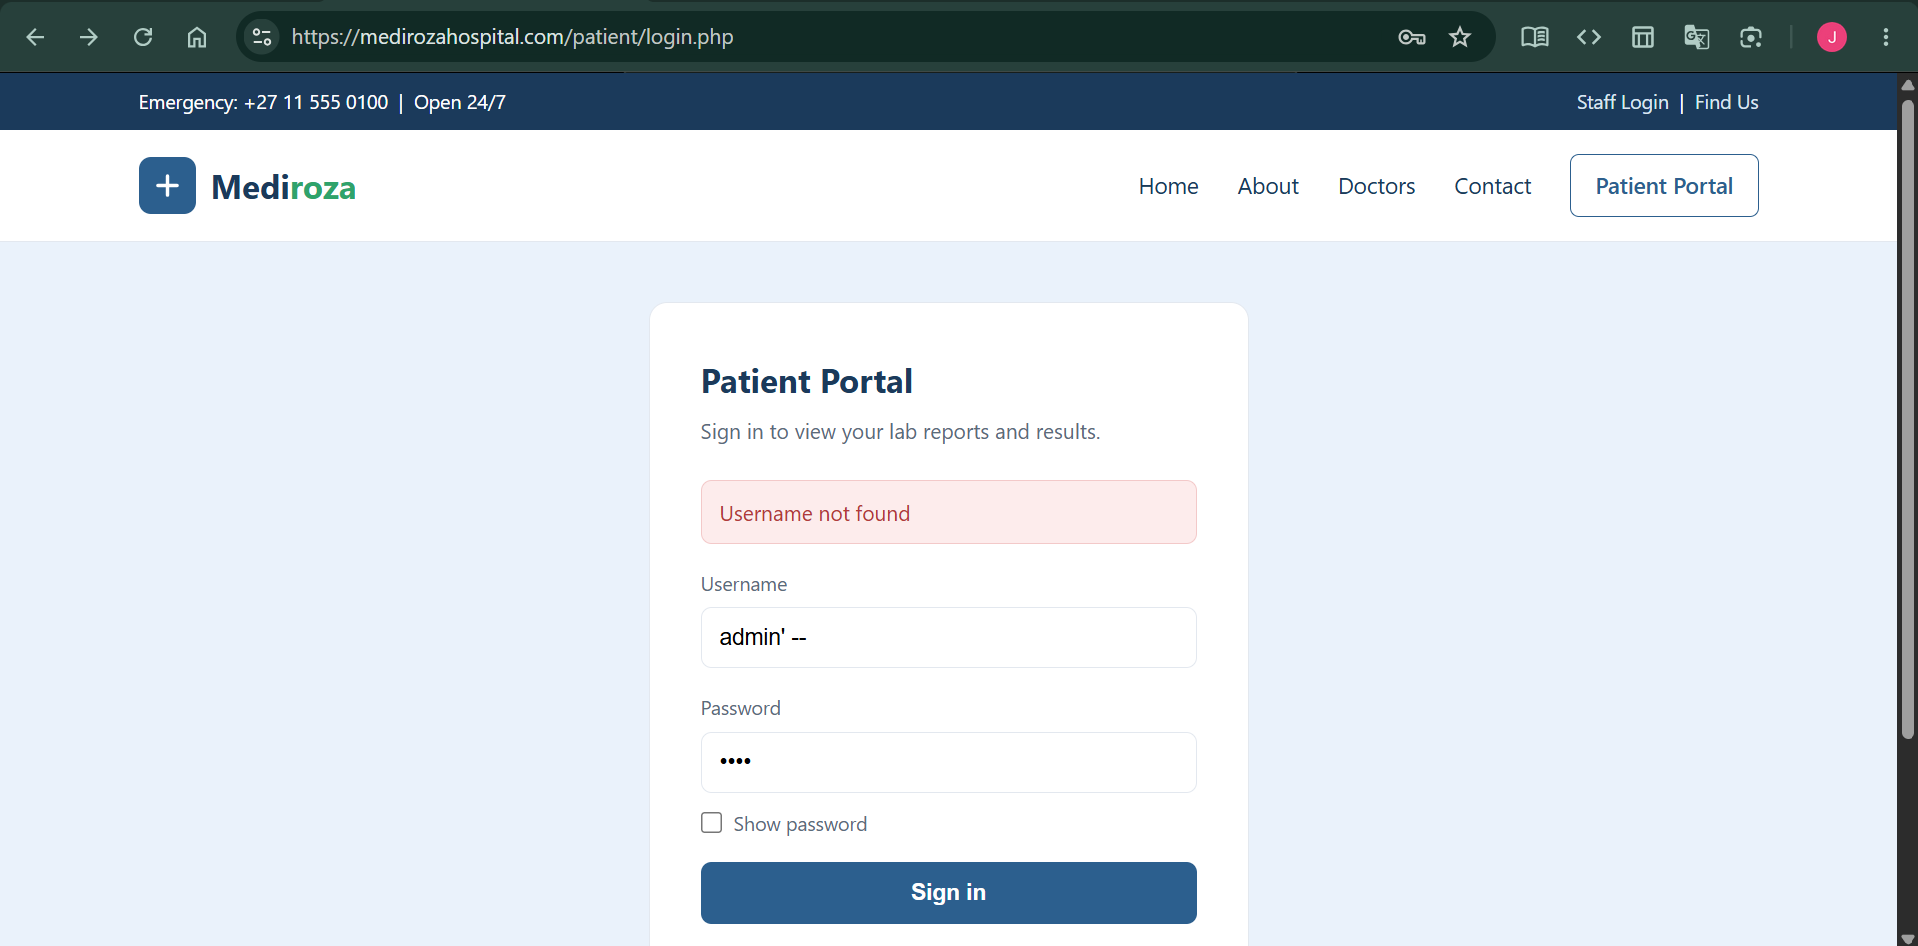 https://medirozahospital.com/patient/login.php
J
Emergency: +27 11 555 0100 | Open 24/7
Staff Login | Find Us
Mediroza
Home
About
Doctors
Contact
Patient Portal
Patient Portal
Sign in to view your lab reports and results.
Username not found
Username
admin' --
Password
••••
Show password
Sign in